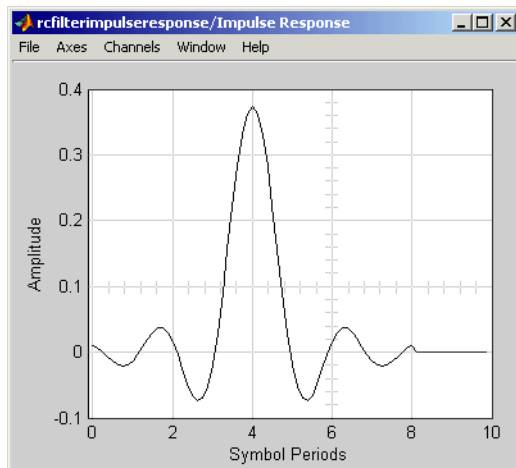 rcfilterimpulseresponse/Impulse Response
File Axes Channels Window Help
0.4
0.3
0.2
0.1
0
-0.1
Amplitude
0 2 4 6 8 10
Symbol Periods